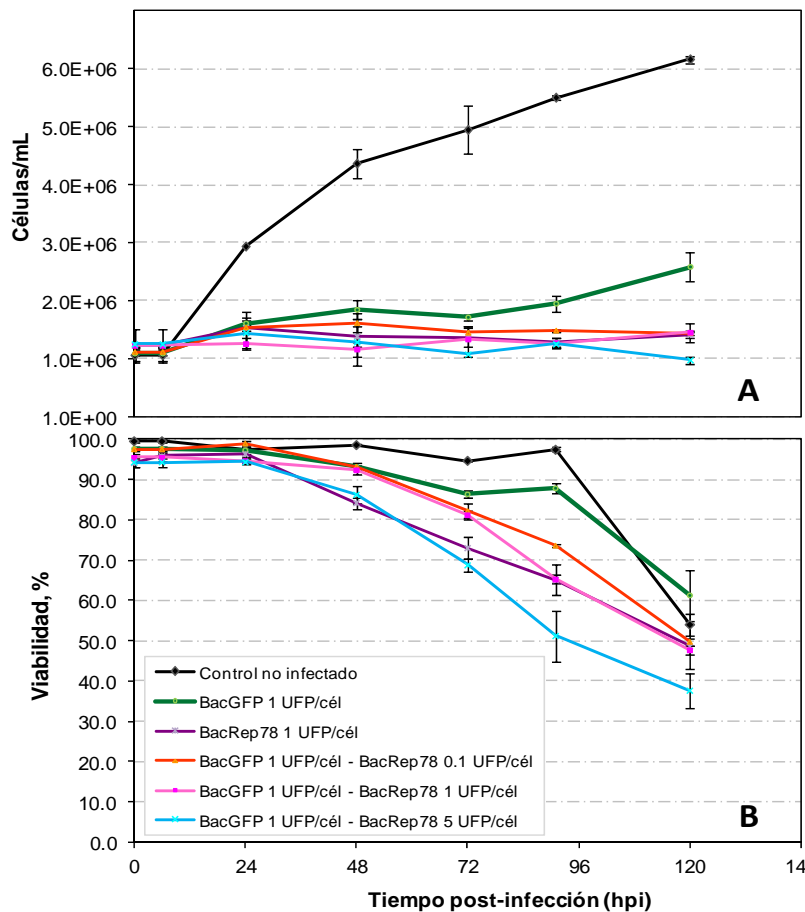 6.0E+06
5.0E+06
4.0E+06
3.0E+06
2.0E+06
1.0E+06
1.0E+00
Células/mL
A
100.0
90.0
80.0
70.0
60.0
50.0
40.0
30.0
20.0
10.0
0.0
Viabilidad, %
Control no infectado
BacGFP 1 UFP/cél
BacRep78 1 UFP/cél
BacGFP 1 UFP/cél - BacRep78 0.1 UFP/cél
BacGFP 1 UFP/cél - BacRep78 1 UFP/cél
BacGFP 1 UFP/cél - BacRep78 5 UFP/cél
B
0 24 48 72 96 120 14
Tiempo post-infección (hpi)